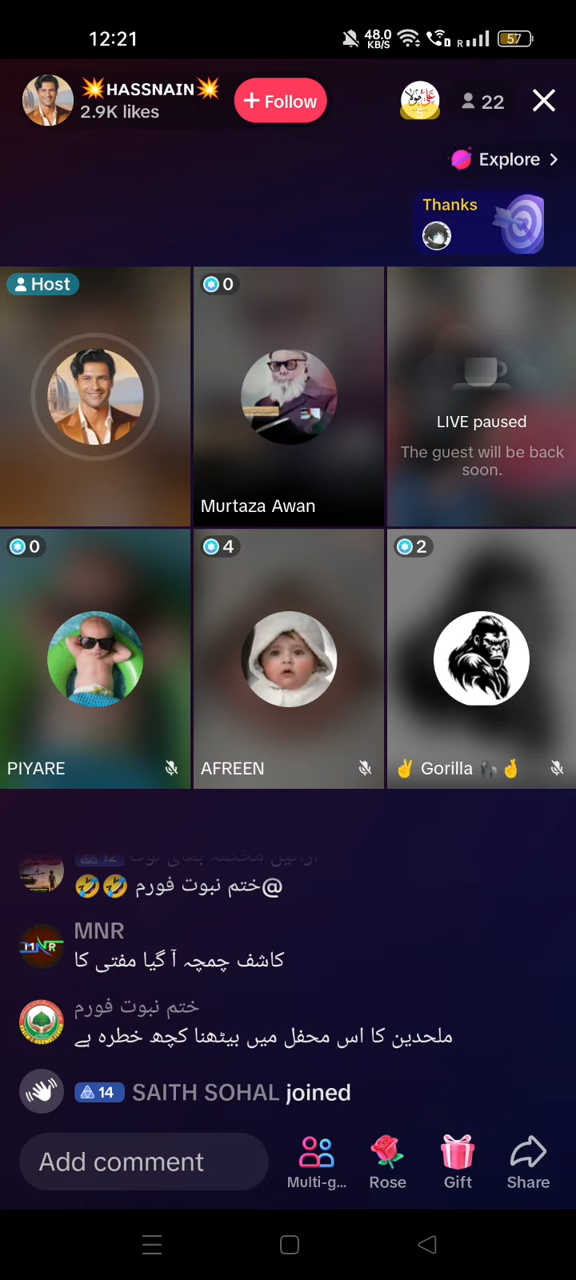 12:21
48.0
KB/S
R
57
💥HASSNAIN💥
2.9K likes
+ Follow
22
Explore >
Thanks
Host
0
LIVE paused
The guest will be back
soon.
Murtaza Awan
0
4
2
PIYARE
AFREEN
✌️ Gorilla 🦍 🤞
12
@ختم نبوت فورم 🤣🤣
MNR
کاشف چمچہ آ گیا مفتی کا
ختم نبوت فورم
ملحدین کا اس محفل میں بیٹھنا کچھ خطرہ ہے
14 SAITH SOHAL joined
Add comment
Multi-g...
Rose
Gift
Share